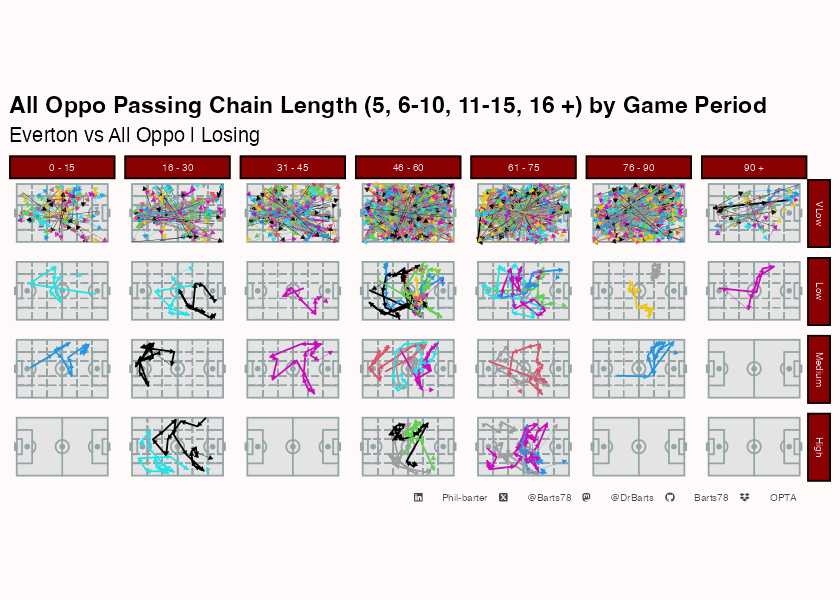 All Oppo Passing Chain Length (5, 6-10, 11-15, 16 +) by Game Period
Everton vs All Oppo I Losing
0 - 15
16 - 30
31 - 45
46 - 60
61 - 75
76 - 90
90 +
VLow
Low
Medium
High
Phil-barter @Barts78 @DrBarts Barts78 OPTA